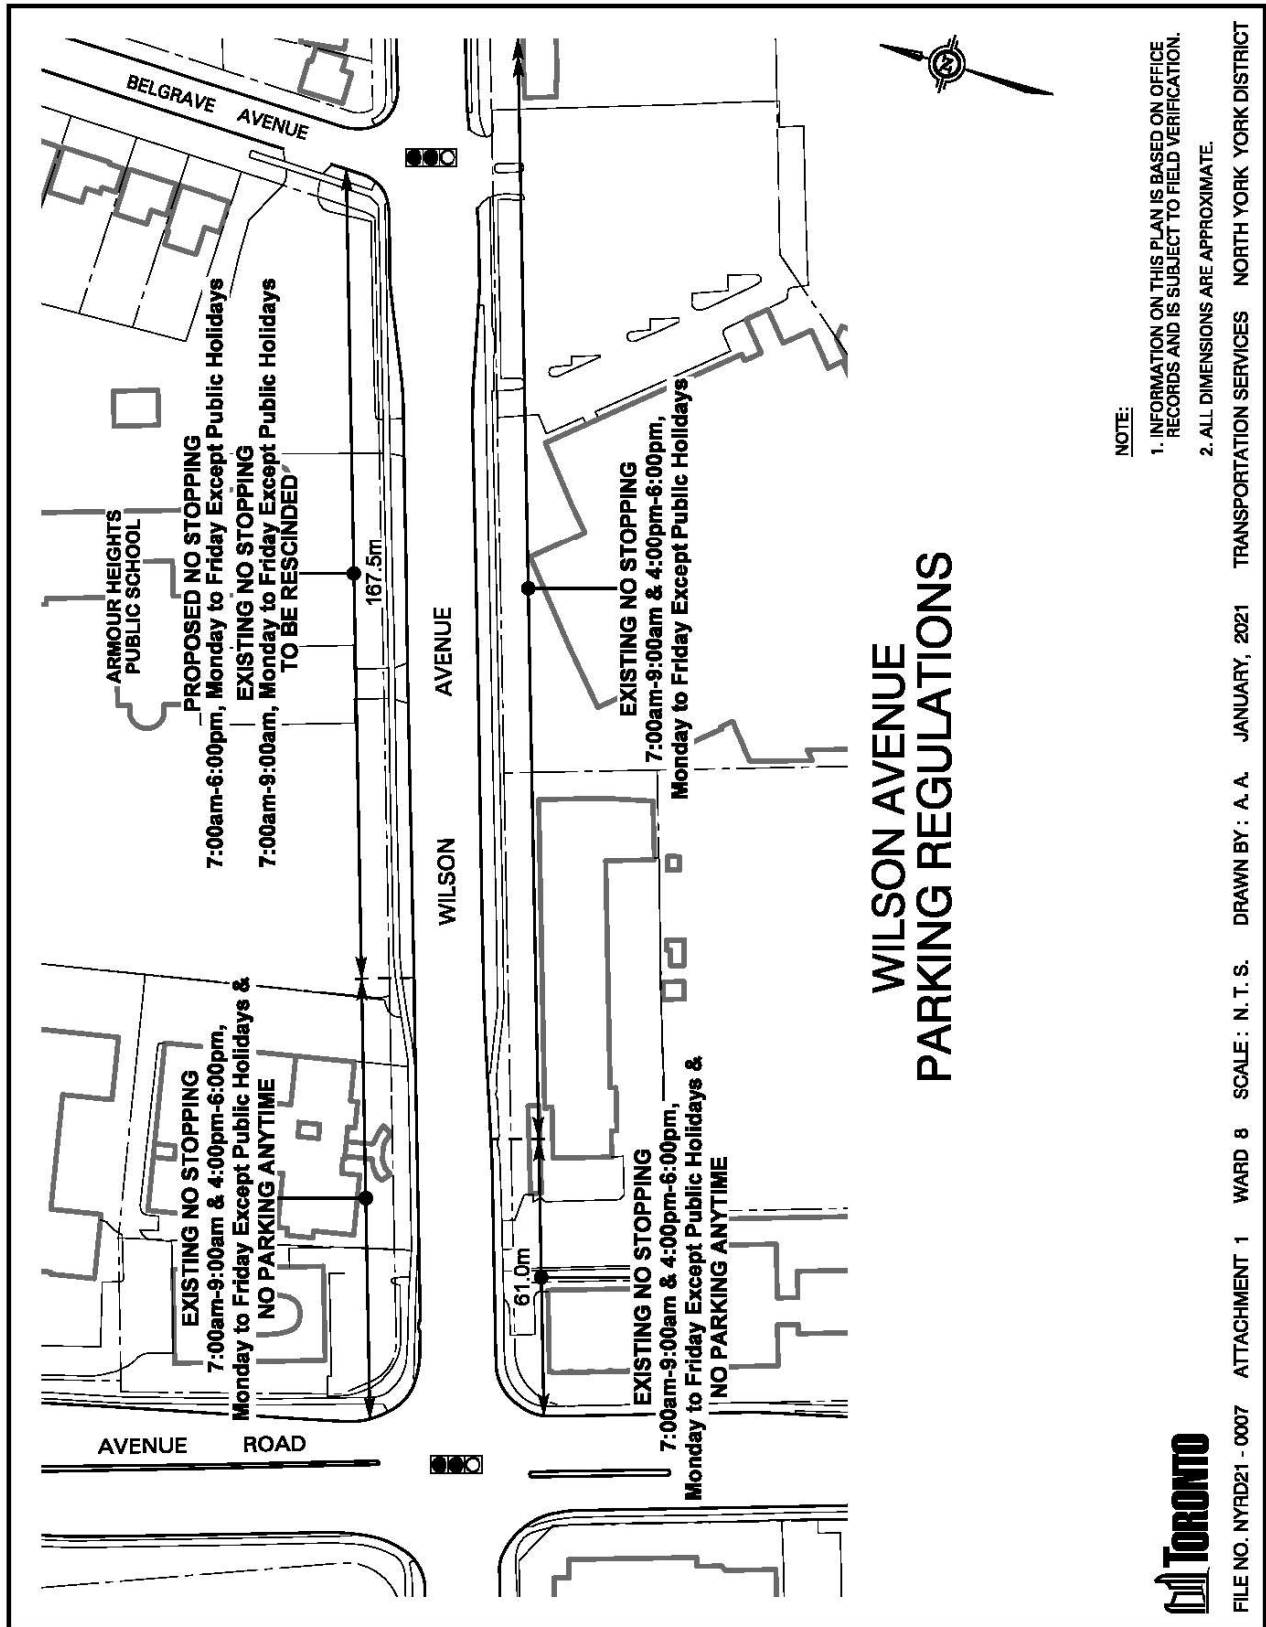 BELGRAVE AVENUE
ARMOUR HEIGHTS
PUBLIC SCHOOL
PROPOSED NO STOPPING
7:00am-6:00pm, Monday to Friday Except Public Holidays
EXISTING NO STOPPING
7:00am-9:00am, Monday to Friday Except Public Holidays
TO BE RESCINDED
167.5m
EXISTING NO STOPPING
7:00am-9:00am & 4:00pm-6:00pm,
Monday to Friday Except Public Holidays &
NO PARKING ANYTIME
AVENUE ROAD
WILSON AVENUE
EXISTING NO STOPPING
7:00am-9:00am & 4:00pm-6:00pm,
Monday to Friday Except Public Holidays
61.0m
EXISTING NO STOPPING
7:00am-9:00am & 4:00pm-6:00pm,
Monday to Friday Except Public Holidays &
NO PARKING ANYTIME
N
WILSON AVENUE
PARKING REGULATIONS
NOTE:
1. INFORMATION ON THIS PLAN IS BASED ON OFFICE
RECORDS AND IS SUBJECT TO FIELD VERIFICATION.
2. ALL DIMENSIONS ARE APPROXIMATE.
TORONTO
FILE NO. NYRD21 - 0007 ATTACHMENT 1 WARD 8 SCALE : N. T. S. DRAWN BY : A. A. JANUARY, 2021 TRANSPORTATION SERVICES NORTH YORK YORK DISTRICT